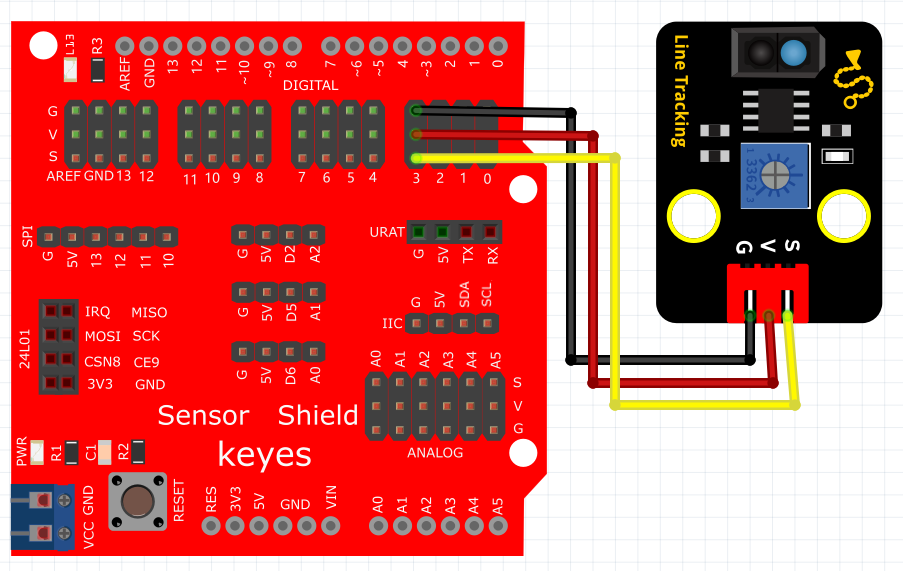 L13
R3
AREF GND 13 12 11 ~10 ~9 8 7 ~6 ~5 4 ~3 2 1 0
DIGITAL
G
V
S
AREF GND 13 12 11 10 9 8 7 6 5 4 3 2 1 0
SPI
G 5V 13 12 11 10
G 5V D2 A2
URAT
G 5V TX RX
G 5V D5 A1
G 5V SDA SCL
IIC
24L01
IRQ MISO
MOSI SCK
CSN8 CE9
3V3 GND
G 5V D6 A0
A0 A1 A2 A3 A4 A5
S
V
G
ANALOG
Sensor Shield
keyes
PWR
R1
C1
R2
VCC GND
RESET
RES 3V3 5V GND VIN
A0 A1 A2 A3 A4 A5
Line Tracking
1 3362 3
G V S